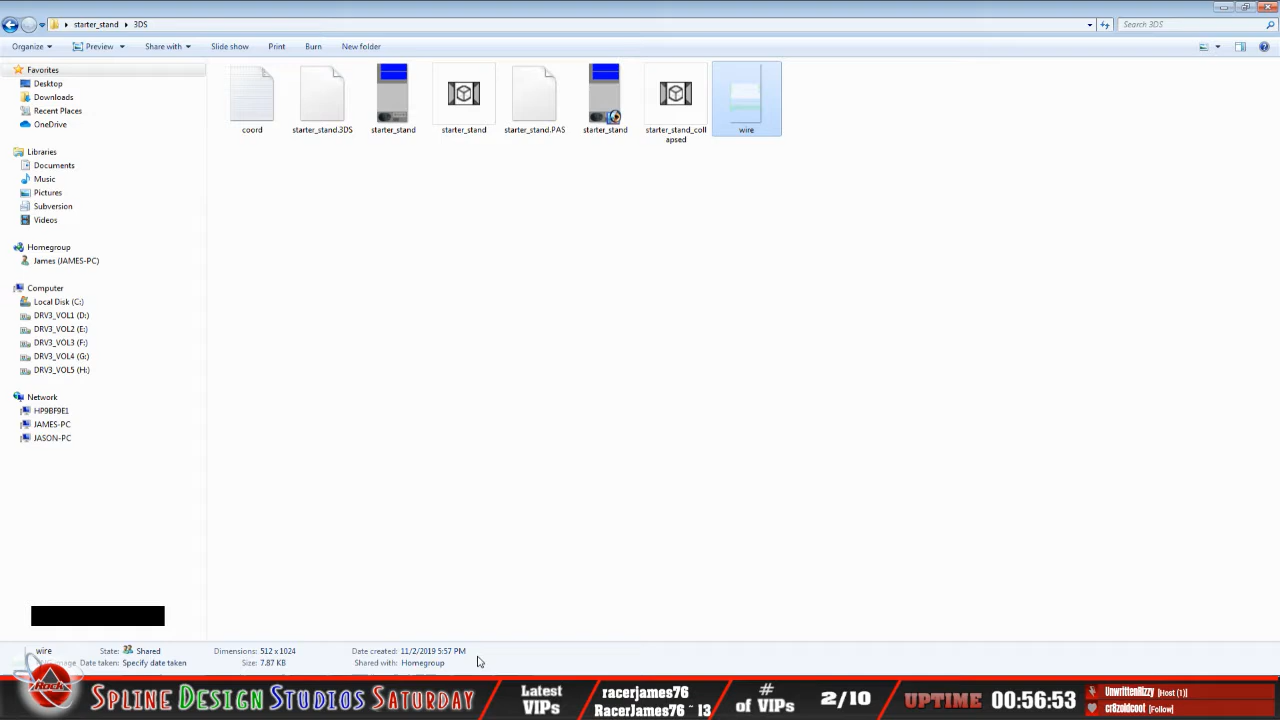 starter_stand 3DS
Search 3DS
Organize Preview Share with Slide show Print Burn New folder
Favorites
Desktop
Downloads
Recent Places
OneDrive
Libraries
Documents
Music
Pictures
Subversion
Videos
Homegroup
James (JAMES-PC)
Computer
Local Disk (C:)
DRV3_VOL1 (D:)
DRV3_VOL2 (E:)
DRV3_VOL3 (F:)
DRV3_VOL4 (G:)
DRV3_VOL5 (H:)
Network
HP9BF9E1
JAMES-PC
JASON-PC
coord
starter_stand.3DS
starter_stand
starter_stand
starter_stand.PAS
starter_stand
starter_stand_coll
apsed
wire
wire State: Shared Dimensions: 512 x 1024 Date created: 11/2/2019 5:57 PM
Date taken: Specify date taken Size: 7.87 KB Shared with: Homegroup
Spline Design Studios Saturday
Latest
VIPs
racerjames76
RacerJames76 ~ 13
#
of VIPs
2/10
UPTIME 00:56:53
UnwrittenRizzy [Host (1)]
cr8zoldcoot [Follow]